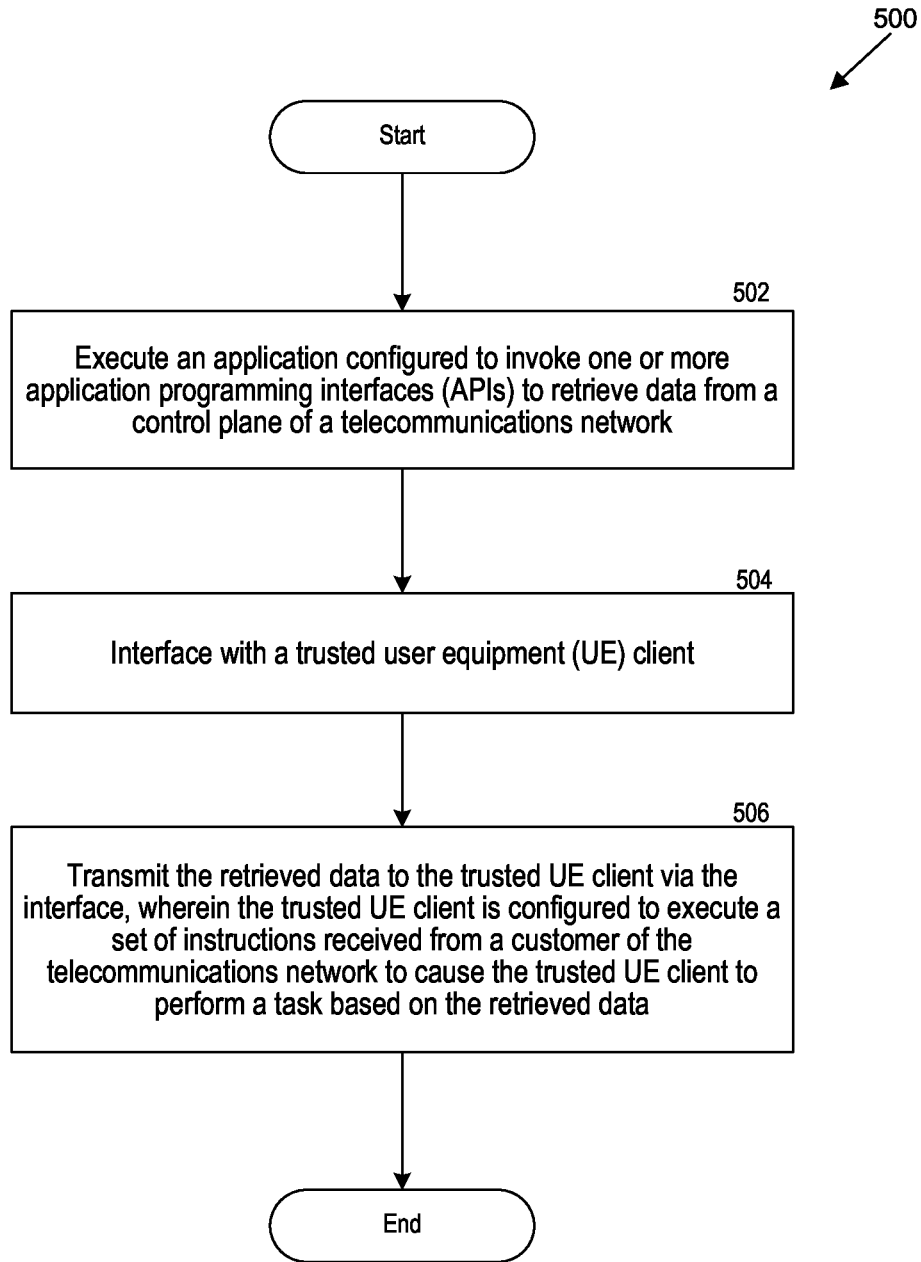 500
Start
502
Execute an application configured to invoke one or more
application programming interfaces (APIs) to retrieve data from a
control plane of a telecommunications network
504
Interface with a trusted user equipment (UE) client
506
Transmit the retrieved data to the trusted UE client via the
interface, wherein the trusted UE client is configured to execute a
set of instructions received from a customer of the
telecommunications network to cause the trusted UE client to
perform a task based on the retrieved data
End